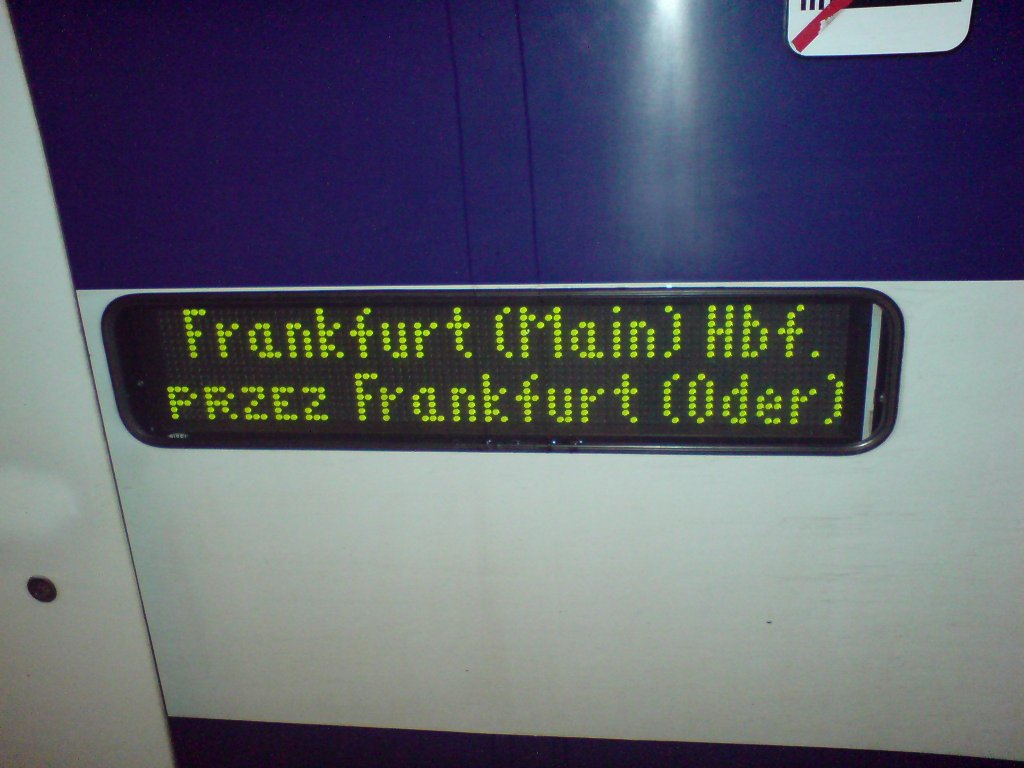 Frankfurt (Main) Hbf.
PRZEZ Frankfurt (Oder)